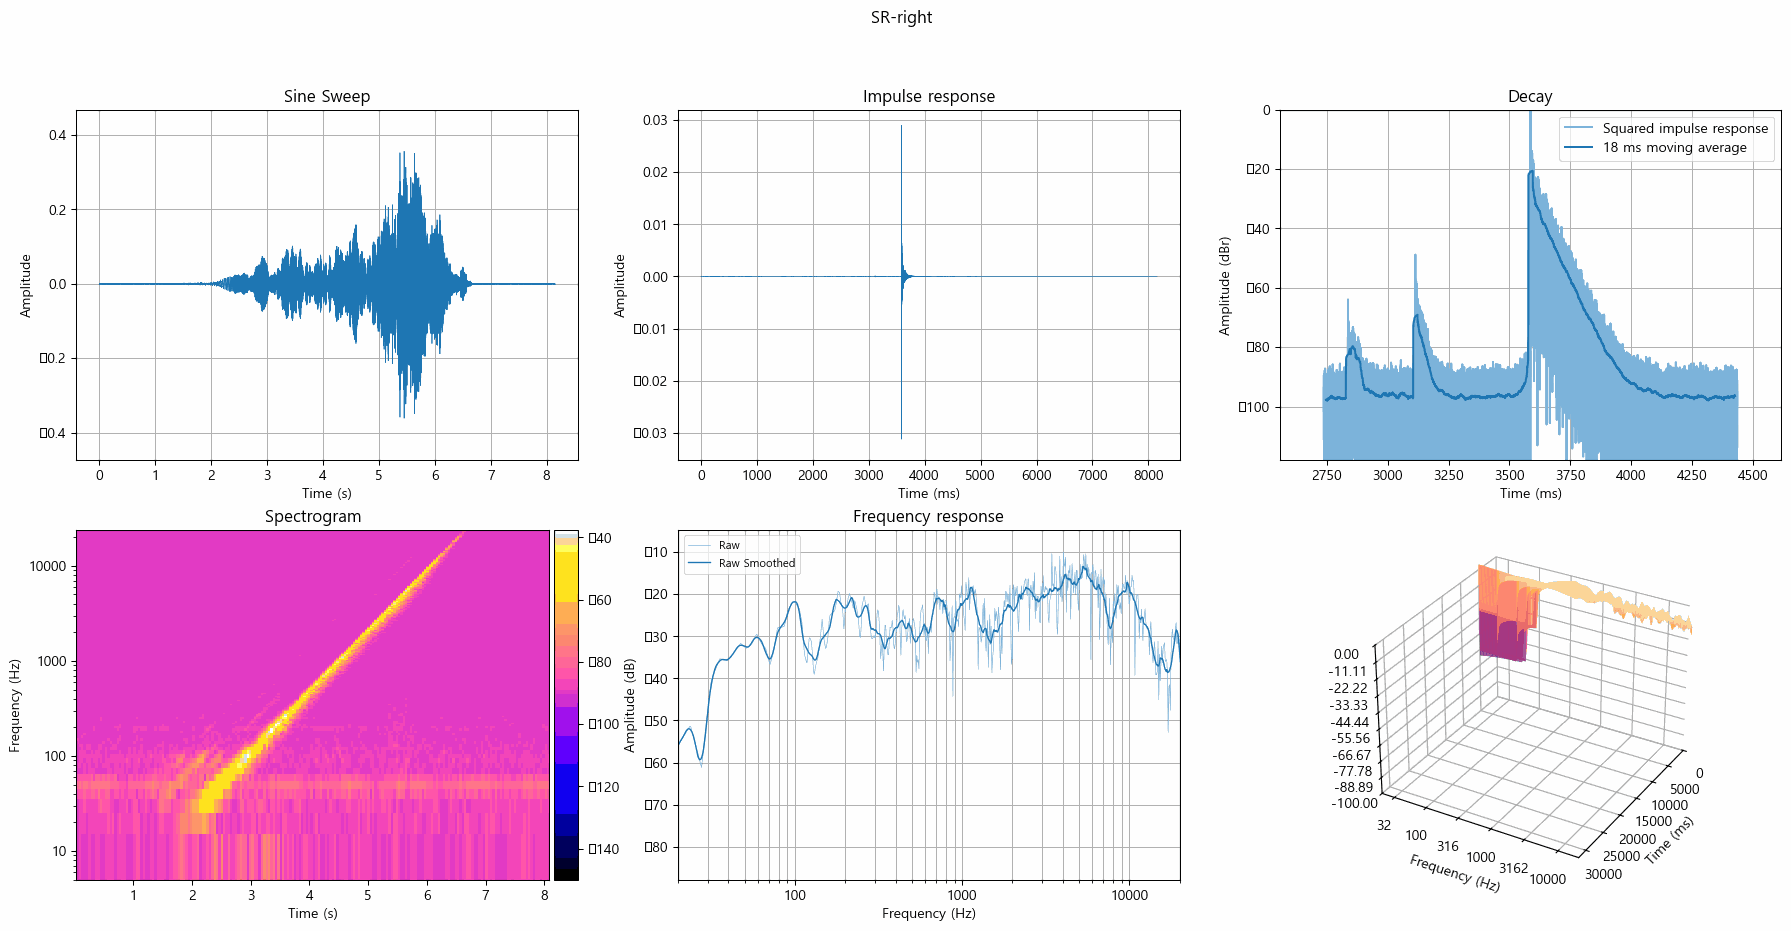 SR-right
Sine Sweep
Amplitude
0.4
0.2
0.0
▯0.2
▯0.4
0 1 2 3 4 5 6 7 8
Time (s)
Impulse response
Amplitude
0.03
0.02
0.01
0.00
▯0.01
▯0.02
▯0.03
0 1000 2000 3000 4000 5000 6000 7000 8000
Time (ms)
Decay
Squared impulse response
18 ms moving average
Amplitude (dBr)
0
▯20
▯40
▯60
▯80
▯100
2750 3000 3250 3500 3750 4000 4250 4500
Time (ms)
Spectrogram
Frequency (Hz)
10000
1000
100
10
1 2 3 4 5 6 7 8
Time (s)
▯40
▯60
▯80
▯100
▯120
▯140
Frequency response
Raw
Raw Smoothed
Amplitude (dB)
▯10
▯20
▯30
▯40
▯50
▯60
▯70
▯80
100 1000 10000
Frequency (Hz)
0.00
-11.11
-22.22
-33.33
-44.44
-55.56
-66.67
-77.78
-88.89
-100.00
32 100 316 1000 3162 10000
Frequency (Hz)
0 5000 10000 15000 20000 25000 30000
Time (ms)